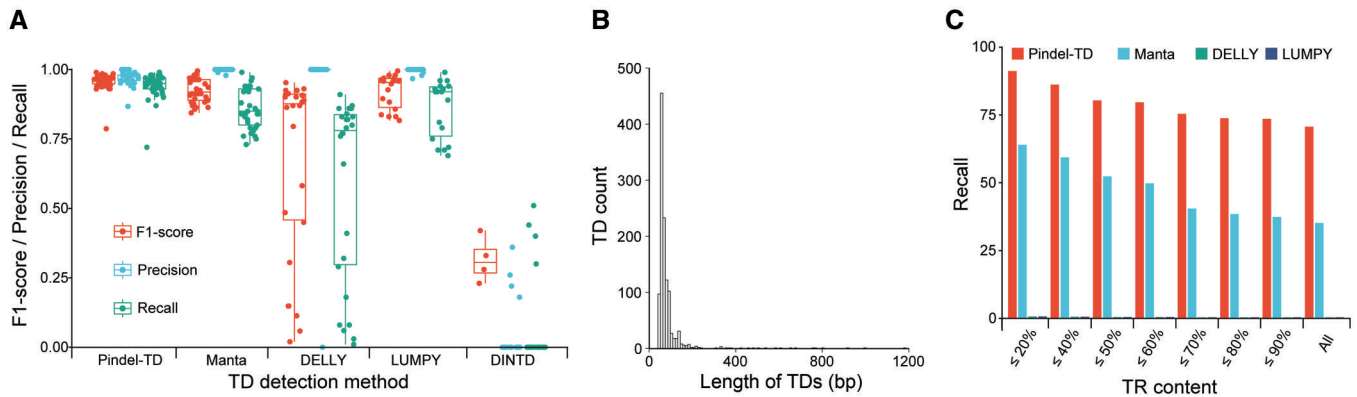 A
F1-score / Precision / Recall
1.00
0.75
0.50
0.25
0.00
F1-score
Precision
Recall
Pindel-TD Manta DELLY LUMPY DINTD
TD detection method
B
TD count
500
400
300
200
100
0
0 400 800 1200
Length of TDs (bp)
C
Pindel-TD Manta DELLY LUMPY
Recall
100
75
50
25
0
≤ 20% ≤ 40% ≤ 50% ≤ 60% ≤ 70% ≤ 80% ≤ 90% All
TR content